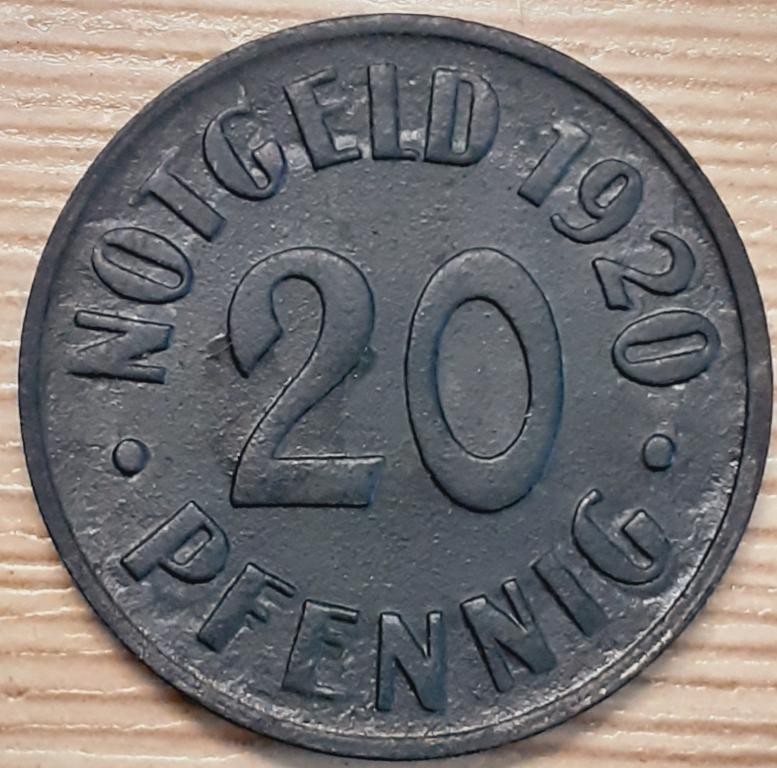 NOTGELD 1920
20
· PFENNIG ·